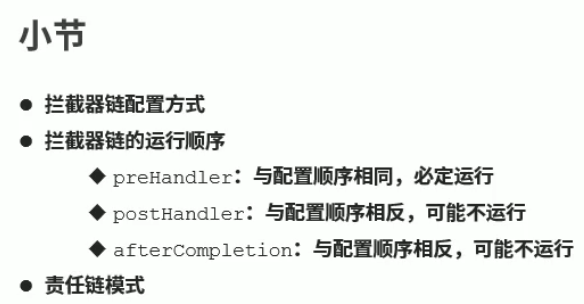 小节
● 拦截器链配置方式
● 拦截器链的运行顺序
◆ preHandler：与配置顺序相同，必定运行
◆ postHandler：与配置顺序相反，可能不运行
◆ afterCompletion：与配置顺序相反，可能不运行
● 责任链模式